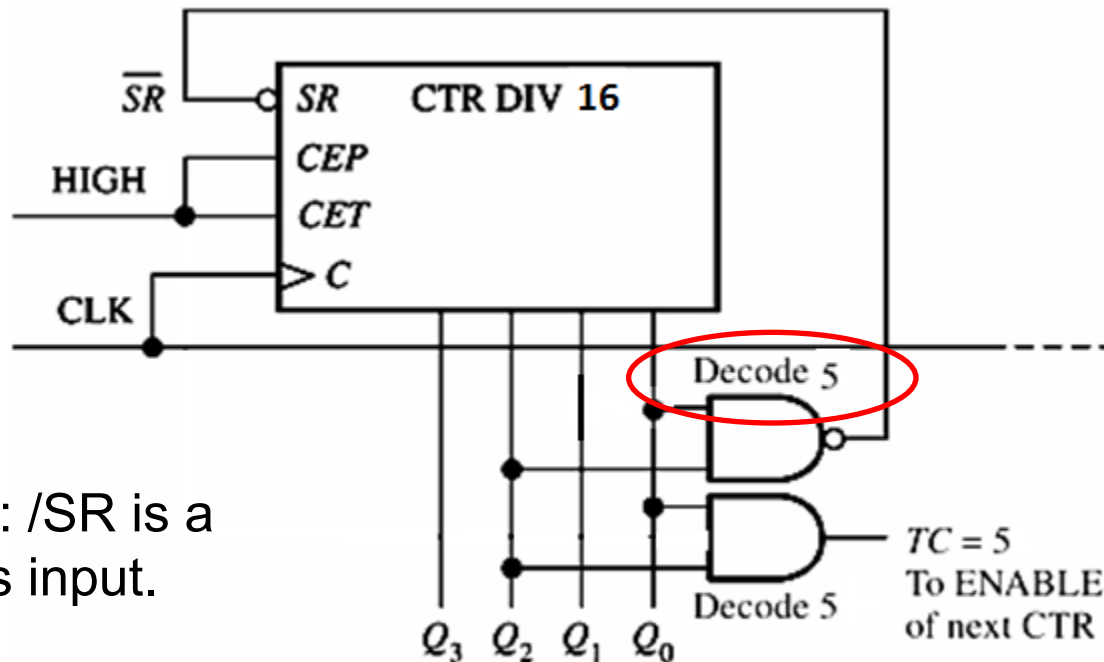 SR SR CTR DIV 16
CEP
HIGH
CET
C
CLK
Decode 5
: /SR is a
s input.
TC = 5
To ENABLE
of next CTR
Decode 5
Q3 Q2 Q1 Q0